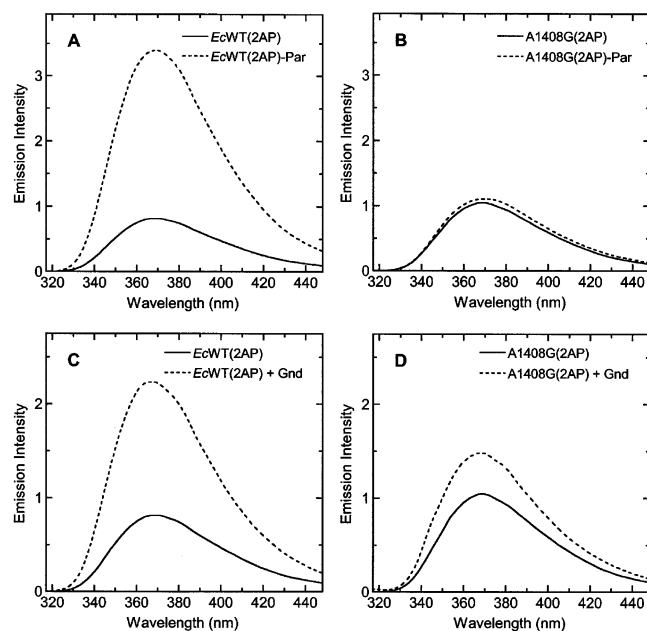 A
EcWT(2AP)
EcWT(2AP)-Par
Emission Intensity
3
2
1
0
320 340 360 380 400 420 440
Wavelength (nm)
B
A1408G(2AP)
A1408G(2AP)-Par
Emission Intensity
3
2
1
0
320 340 360 380 400 420 440
Wavelength (nm)
C
EcWT(2AP)
EcWT(2AP) + Gnd
Emission Intensity
2
1
0
320 340 360 380 400 420 440
Wavelength (nm)
D
A1408G(2AP)
A1408G(2AP) + Gnd
Emission Intensity
2
1
0
320 340 360 380 400 420 440
Wavelength (nm)